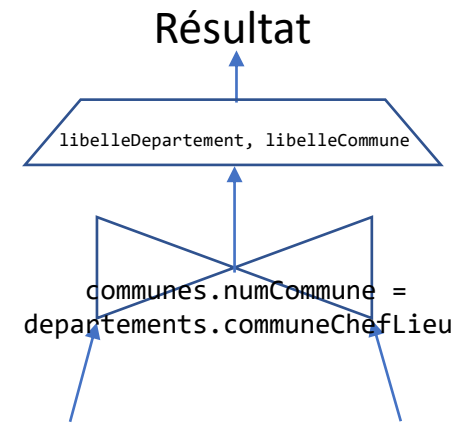 Résultat
libelleDepartement, libelleCommune
communes.numCommune =
departements.communeChefLieu